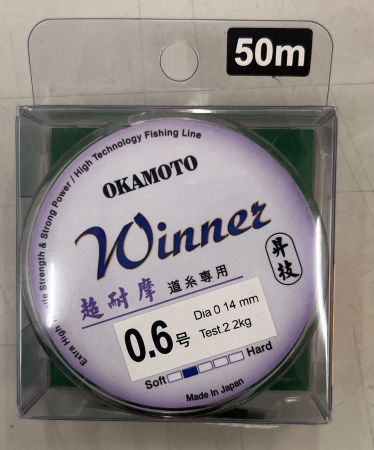 50m
Extra High
ile Strength & Strong Power / High Technology Fishing Line
OKAMOTO
Winner
昇技
超耐摩 道糸専用
0.6号
Dia 0 14 mm
Test.2.2kg
Soft Hard
Made In Japan